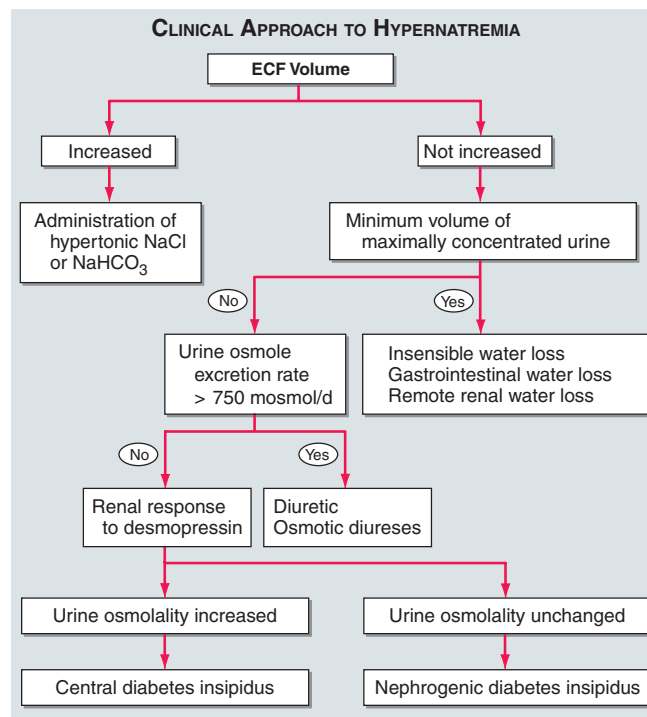 CLINICAL APPROACH TO HYPERNATREMIA
ECF Volume
Increased
Not increased
Administration of
hypertonic NaCl
or NaHCO₃
Minimum volume of
maximally concentrated urine
No
Yes
Urine osmole
excretion rate
> 750 mosmol/d
Insensible water loss
Gastrointestinal water loss
Remote renal water loss
No
Yes
Renal response
to desmopressin
Diuretic
Osmotic diureses
Urine osmolality increased
Urine osmolality unchanged
Central diabetes insipidus
Nephrogenic diabetes insipidus